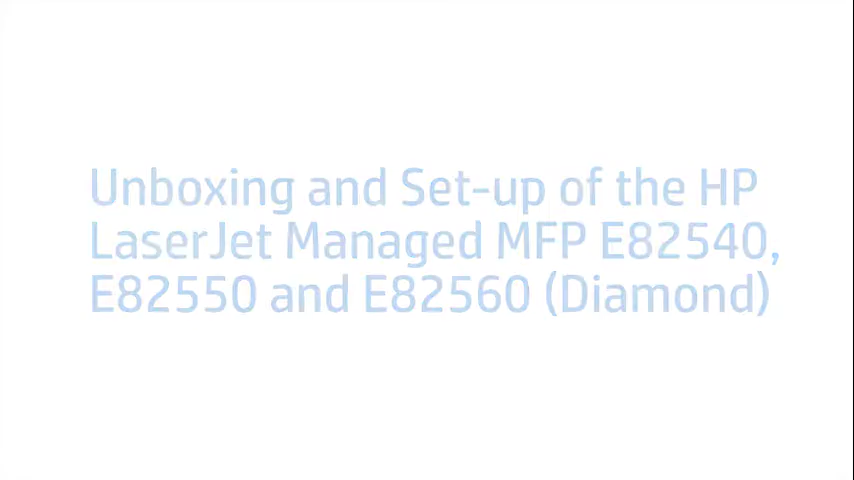 Unboxing and Set-up of the HP
LaserJet Managed MFP E82540,
E82550 and E82560 (Diamond)